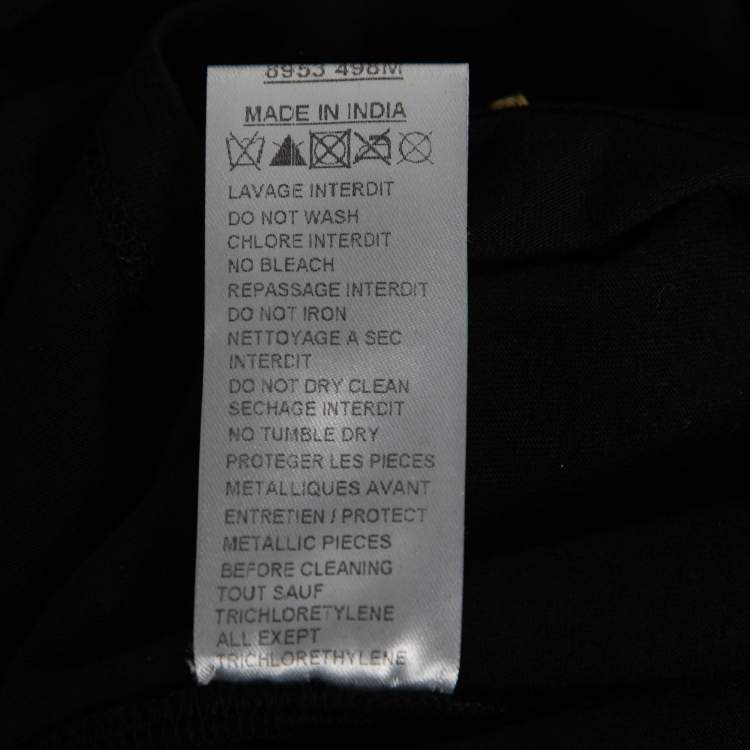 8953 498M
MADE IN INDIA
LAVAGE INTERDIT
DO NOT WASH
CHLORE INTERDIT
NO BLEACH
REPASSAGE INTERDIT
DO NOT IRON
NETTOYAGE A SEC
INTERDIT
DO NOT DRY CLEAN
SECHAGE INTERDIT
NO TUMBLE DRY
PROTEGER LES PIECES
METALLIQUES AVANT
ENTRETIEN / PROTECT
METALLIC PIECES
BEFORE CLEANING
TOUT SAUF
TRICHLORETYLENE
ALL EXEPT
TRICHLORETHYLENE